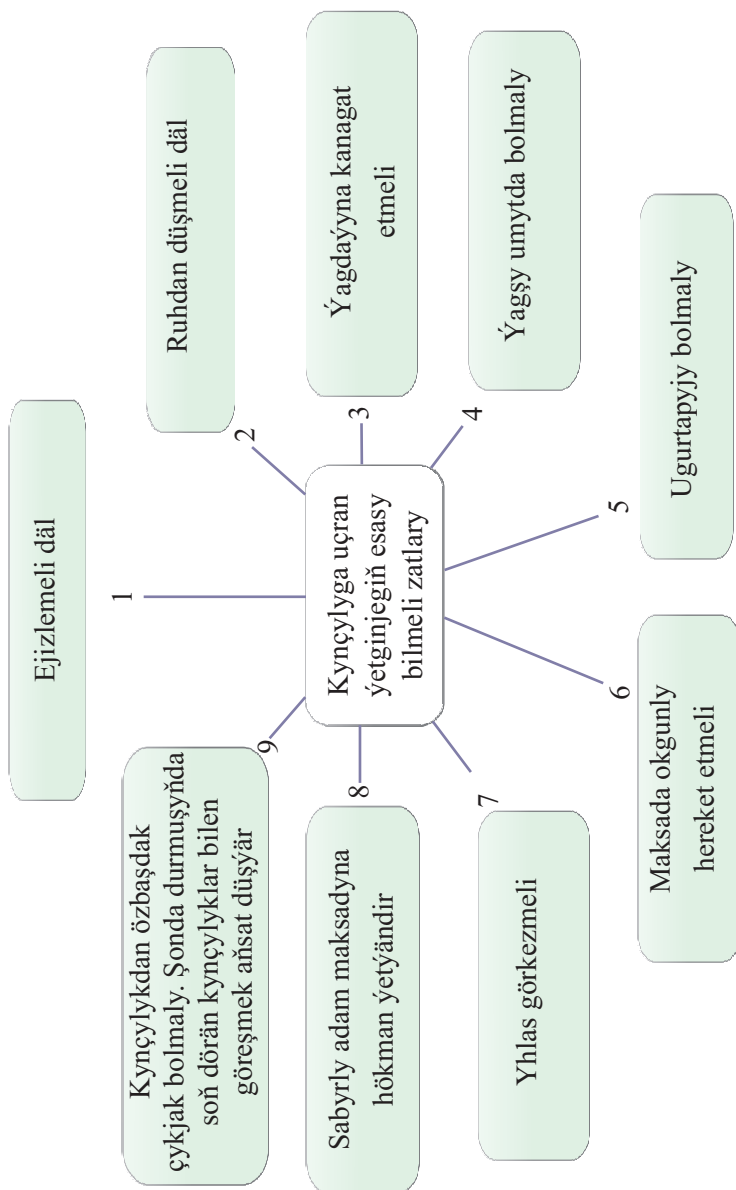 Kynçylyga uçran
ýetginjegiň esasy
bilmeli zatlary
1
Ejizlemeli däl
2
Ruhdan düşmeli däl
3
Ýagdaýyna kanagat
etmeli
4
Ýagşy umytda bolmaly
5
Ugurtapyjy bolmaly
6
Maksada okgunly
hereket etmeli
7
Yhlas görkezmeli
8
Sabyrly adam maksadyna
hökman ýetýändir
9
Kynçylykdan özbaşdak
çykjak bolmaly. Şonda durmuşyňda
soň dörän kynçylyklar bilen
göreşmek aňsat düşýär